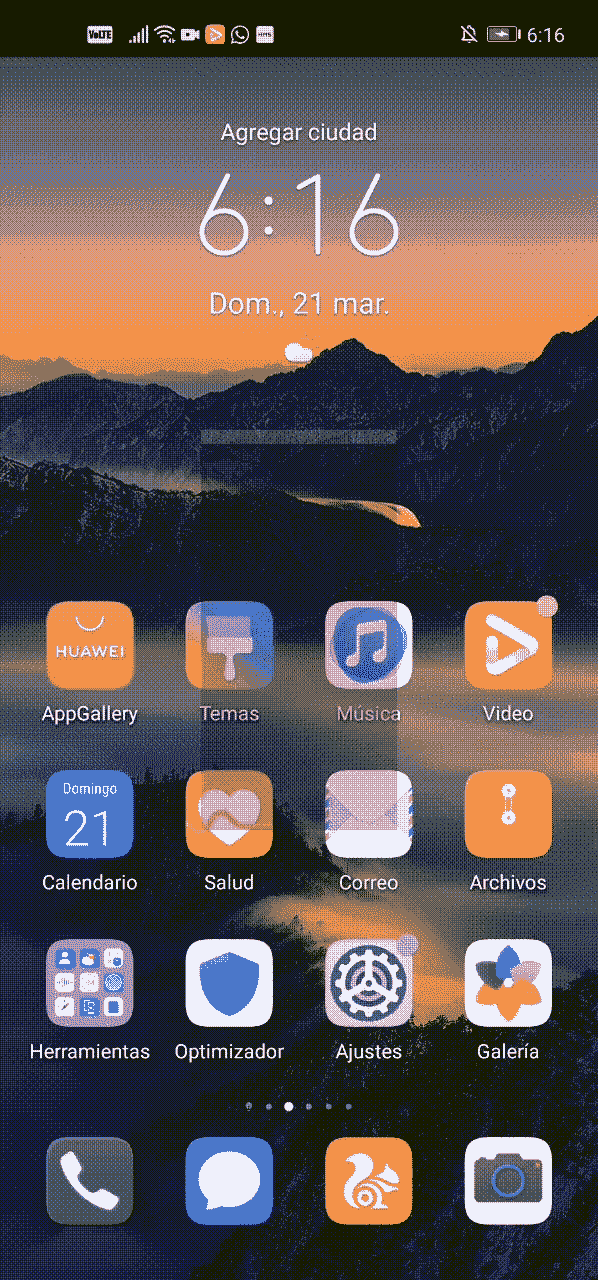 VoLTE 6:16
Agregar ciudad
6:16
Dom., 21 mar.
HUAWEI
AppGallery Temas Música Video
Domingo
21
Calendario Salud Correo Archivos
Herramientas Optimizador Ajustes Galería